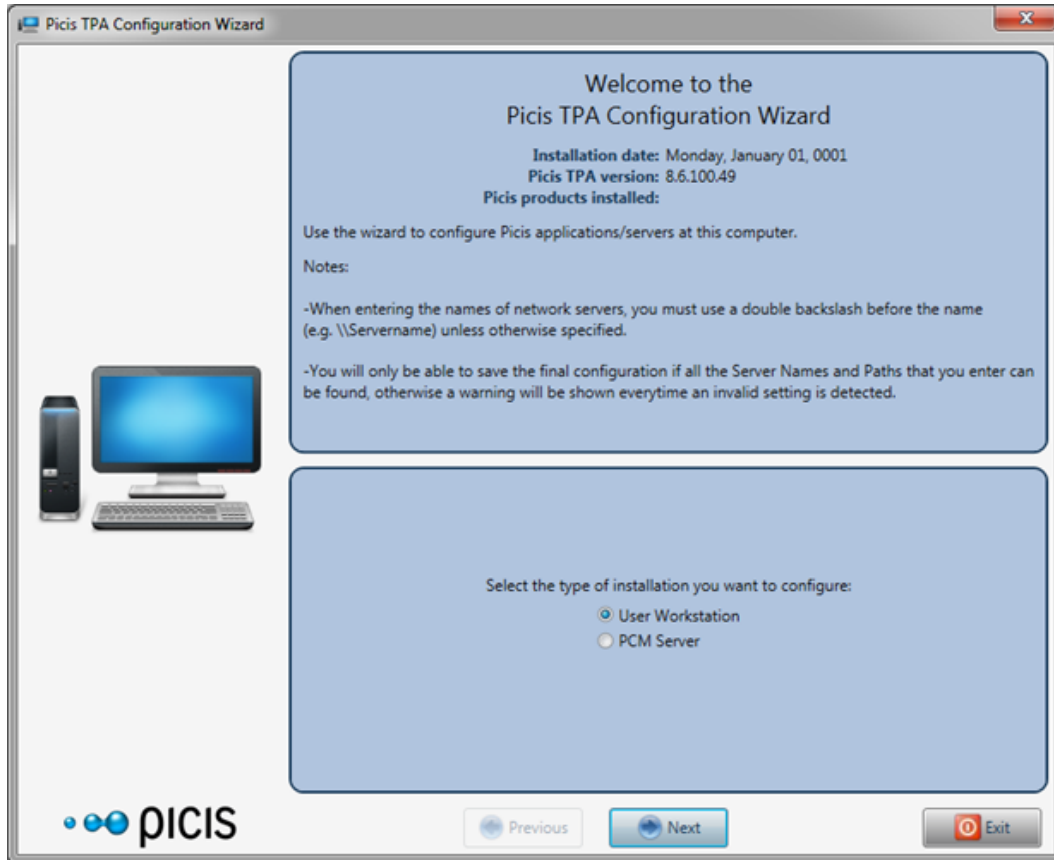 Picis TPA Configuration Wizard
Welcome to the
Picis TPA Configuration Wizard
Installation date: Monday, January 01, 0001
Picis TPA version: 8.6.100.49
Picis products installed:
Use the wizard to configure Picis applications/servers at this computer.
Notes:
-When entering the names of network servers, you must use a double backslash before the name
(e.g. \\Servername) unless otherwise specified.
-You will only be able to save the final configuration if all the Server Names and Paths that you enter can
be found, otherwise a warning will be shown everytime an invalid setting is detected.
Select the type of installation you want to configure:
User Workstation
PCM Server
PICIS
Previous
Next
Exit